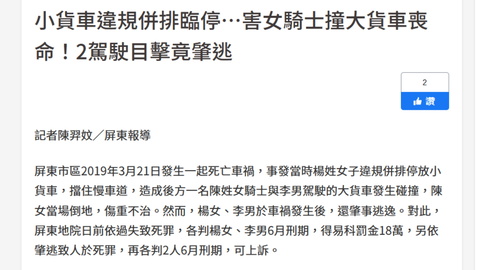 小貨車違規併排臨停…害女騎士撞大貨車喪
命！2駕駛目擊竟肇逃
2
讚
記者陳羿妏／屏東報導
屏東市區2019年3月21日發生一起死亡車禍，事發當時楊姓女子違規併排停放小
貨車，擋住慢車道，造成後方一名陳姓女騎士與李男駕駛的大貨車發生碰撞，陳
女當場倒地，傷重不治。然而，楊女、李男於車禍發生後，還肇事逃逸。對此，
屏東地院日前依過失致死罪，各判楊女、李男6月刑期，得易科罰金18萬，另依
肇逃致人於死罪，再各判2人6月刑期，可上訴。